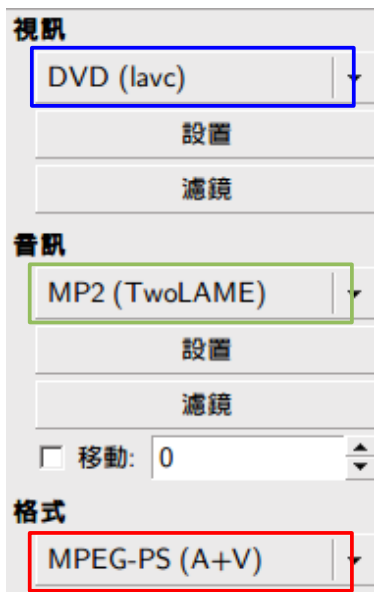 視訊
DVD (lavc)
設置
濾鏡
音訊
MP2 (TwoLAME)
設置
濾鏡
移動: 0
格式
MPEG-PS (A+V)